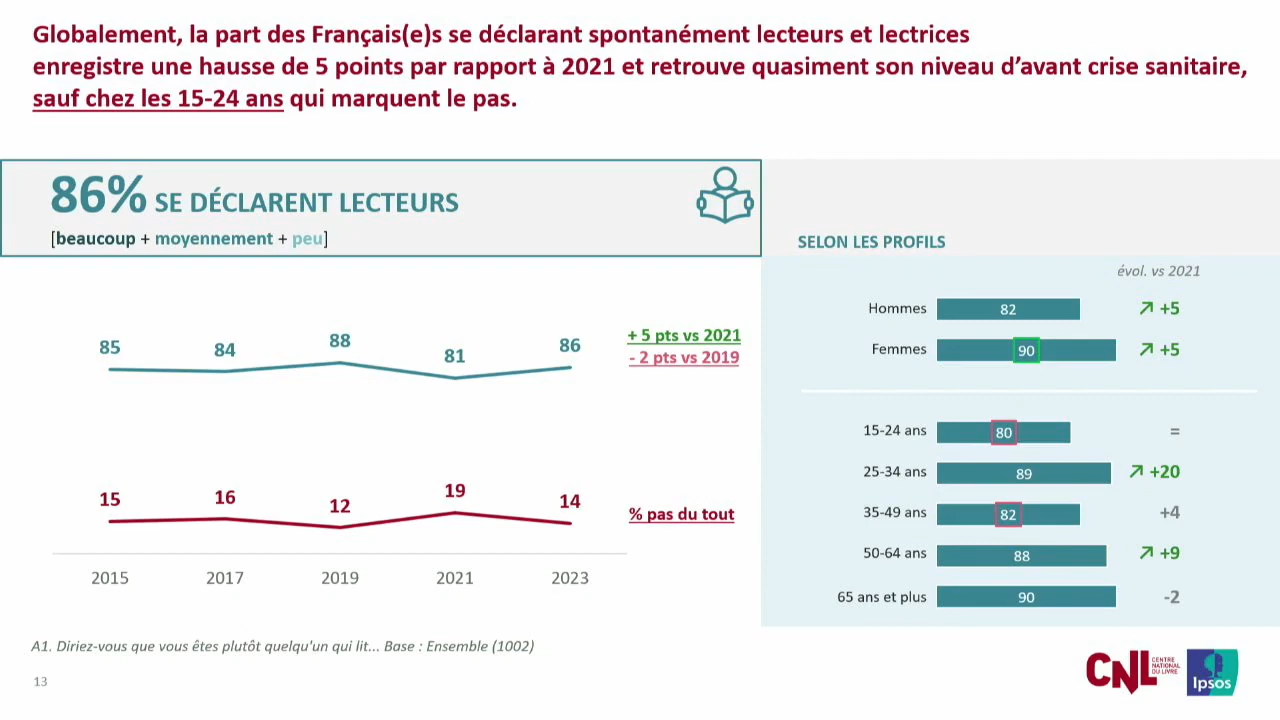 Globalement, la part des Français(e)s se déclarant spontanément lecteurs et lectrices
enregistre une hausse de 5 points par rapport à 2021 et retrouve quasiment son niveau d’avant crise sanitaire,
sauf chez les 15-24 ans qui marquent le pas.
86% SE DÉCLARENT LECTEURS
[beaucoup + moyennement + peu]
85
84
88
81
86
+ 5 pts vs 2021
- 2 pts vs 2019
15
16
12
19
14
% pas du tout
2015
2017
2019
2021
2023
SELON LES PROFILS
évol. vs 2021
Hommes 82 +5
Femmes 90 +5
15-24 ans 80 =
25-34 ans 89 +20
35-49 ans 82 +4
50-64 ans 88 +9
65 ans et plus 90 -2
A1. Diriez-vous que vous êtes plutôt quelqu'un qui lit... Base : Ensemble (1002)
13
CNL CENTRE
NATIONAL
DU LIVRE
Ipsos